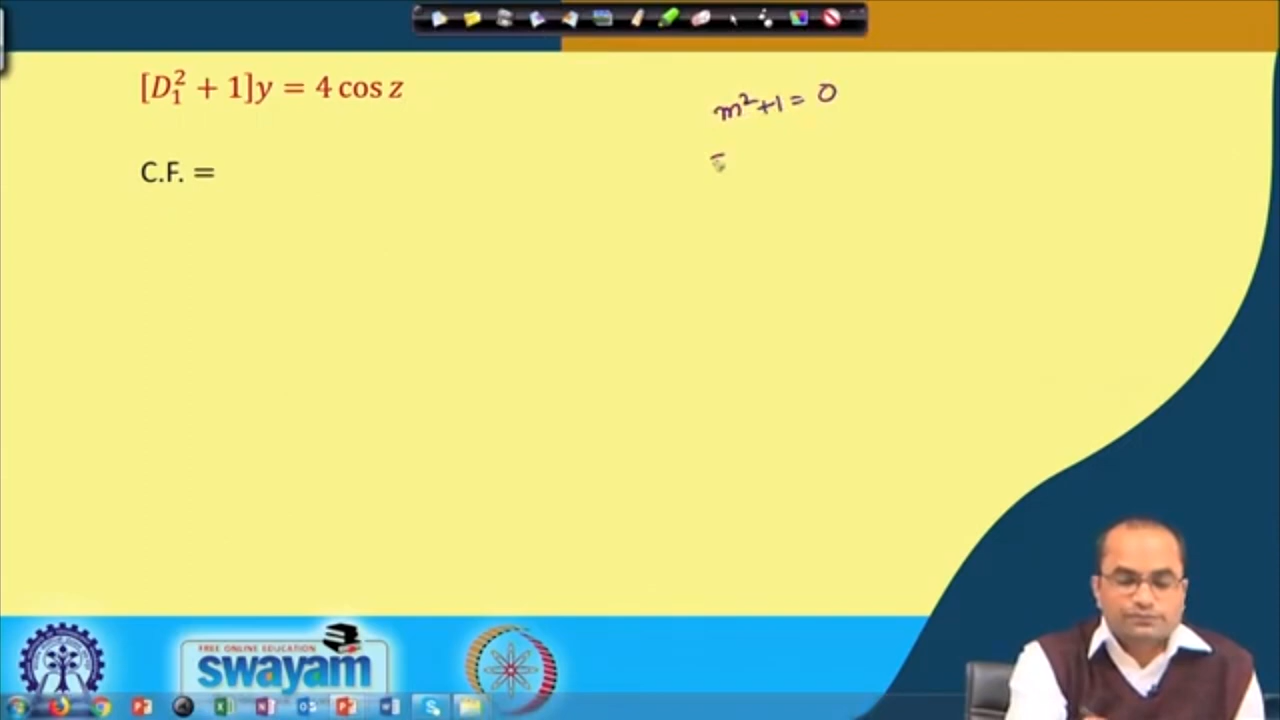 [D₁² + 1]y = 4 cos z
m²+1 = 0
C.F. =
FREE ONLINE EDUCATION
swayam